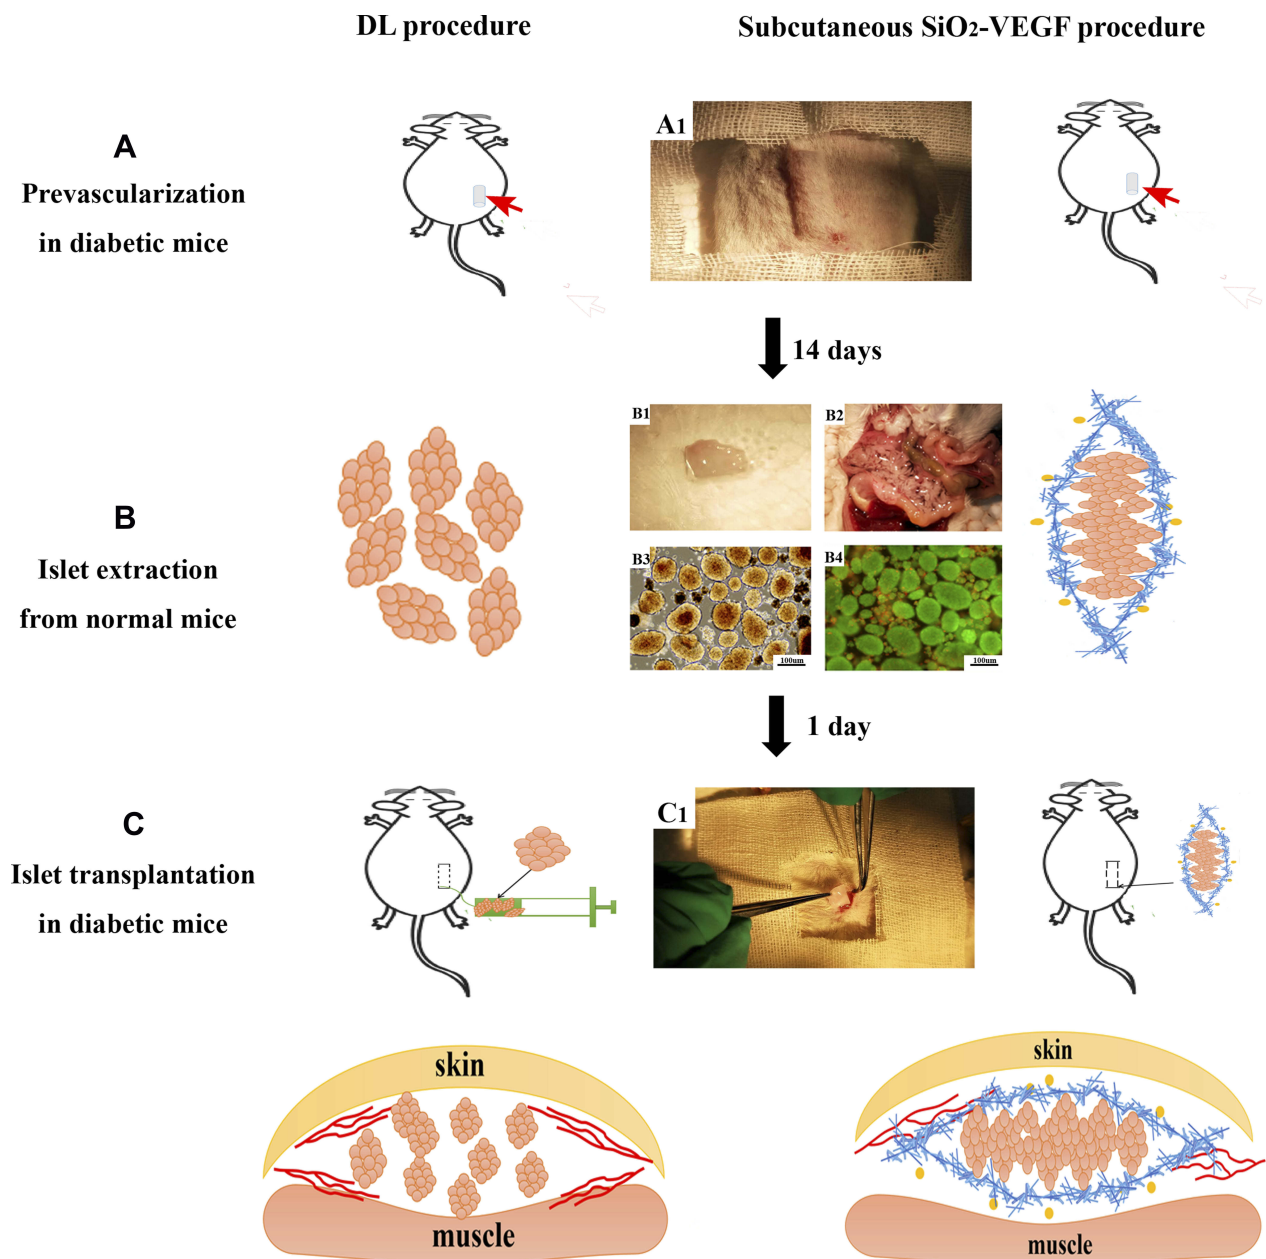 DL procedure
Subcutaneous SiO2-VEGF procedure
A
Prevascularization
in diabetic mice
A1
14 days
B
Islet extraction
from normal mice
B1
B2
B3
100um
B4
100um
1 day
C
Islet transplantation
in diabetic mice
C1
skin
muscle
skin
muscle